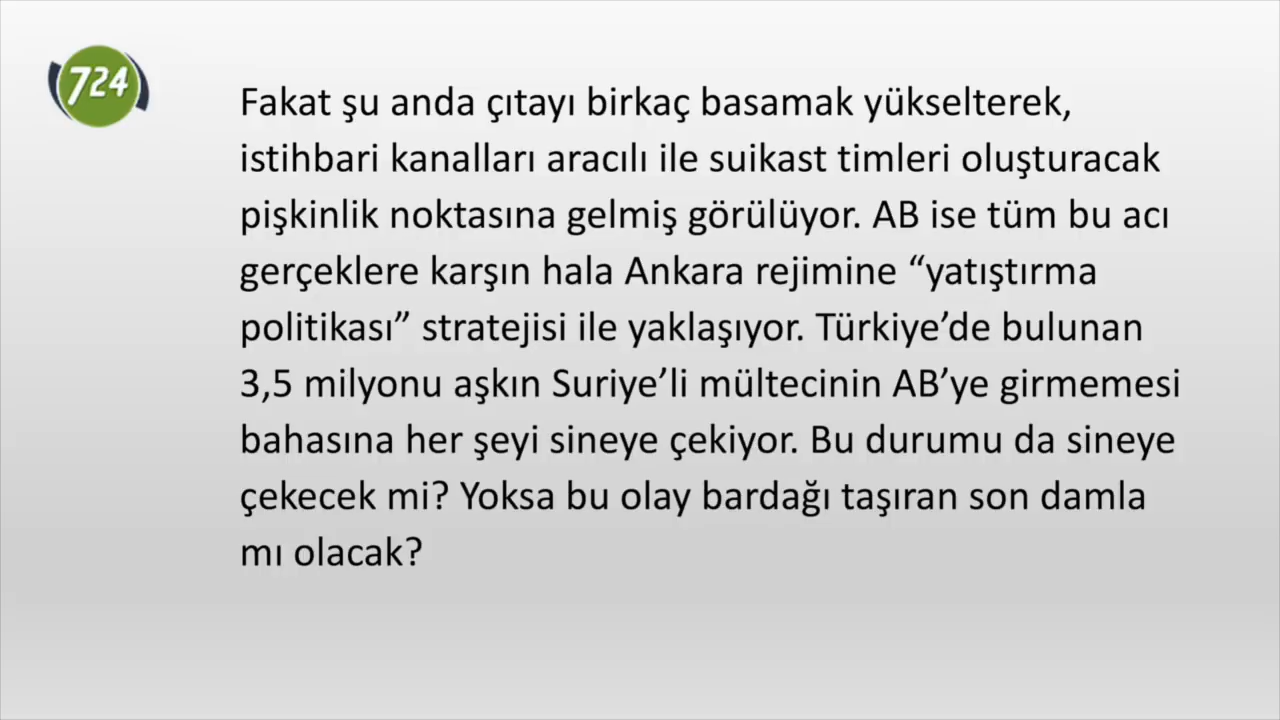 724
Fakat şu anda çıtayı birkaç basamak yükselterek,
istihbari kanalları aracılı ile suikast timleri oluşturacak
pişkinlik noktasına gelmiş görülüyor. AB ise tüm bu acı
gerçeklere karşın hala Ankara rejimine “yatıştırma
politikası” stratejisi ile yaklaşıyor. Türkiye’de bulunan
3,5 milyonu aşkın Suriye’li mültecinin AB’ye girmemesi
bahasına her şeyi sineye çekiyor. Bu durumu da sineye
çekecek mi? Yoksa bu olay bardağı taşıran son damla
mı olacak?